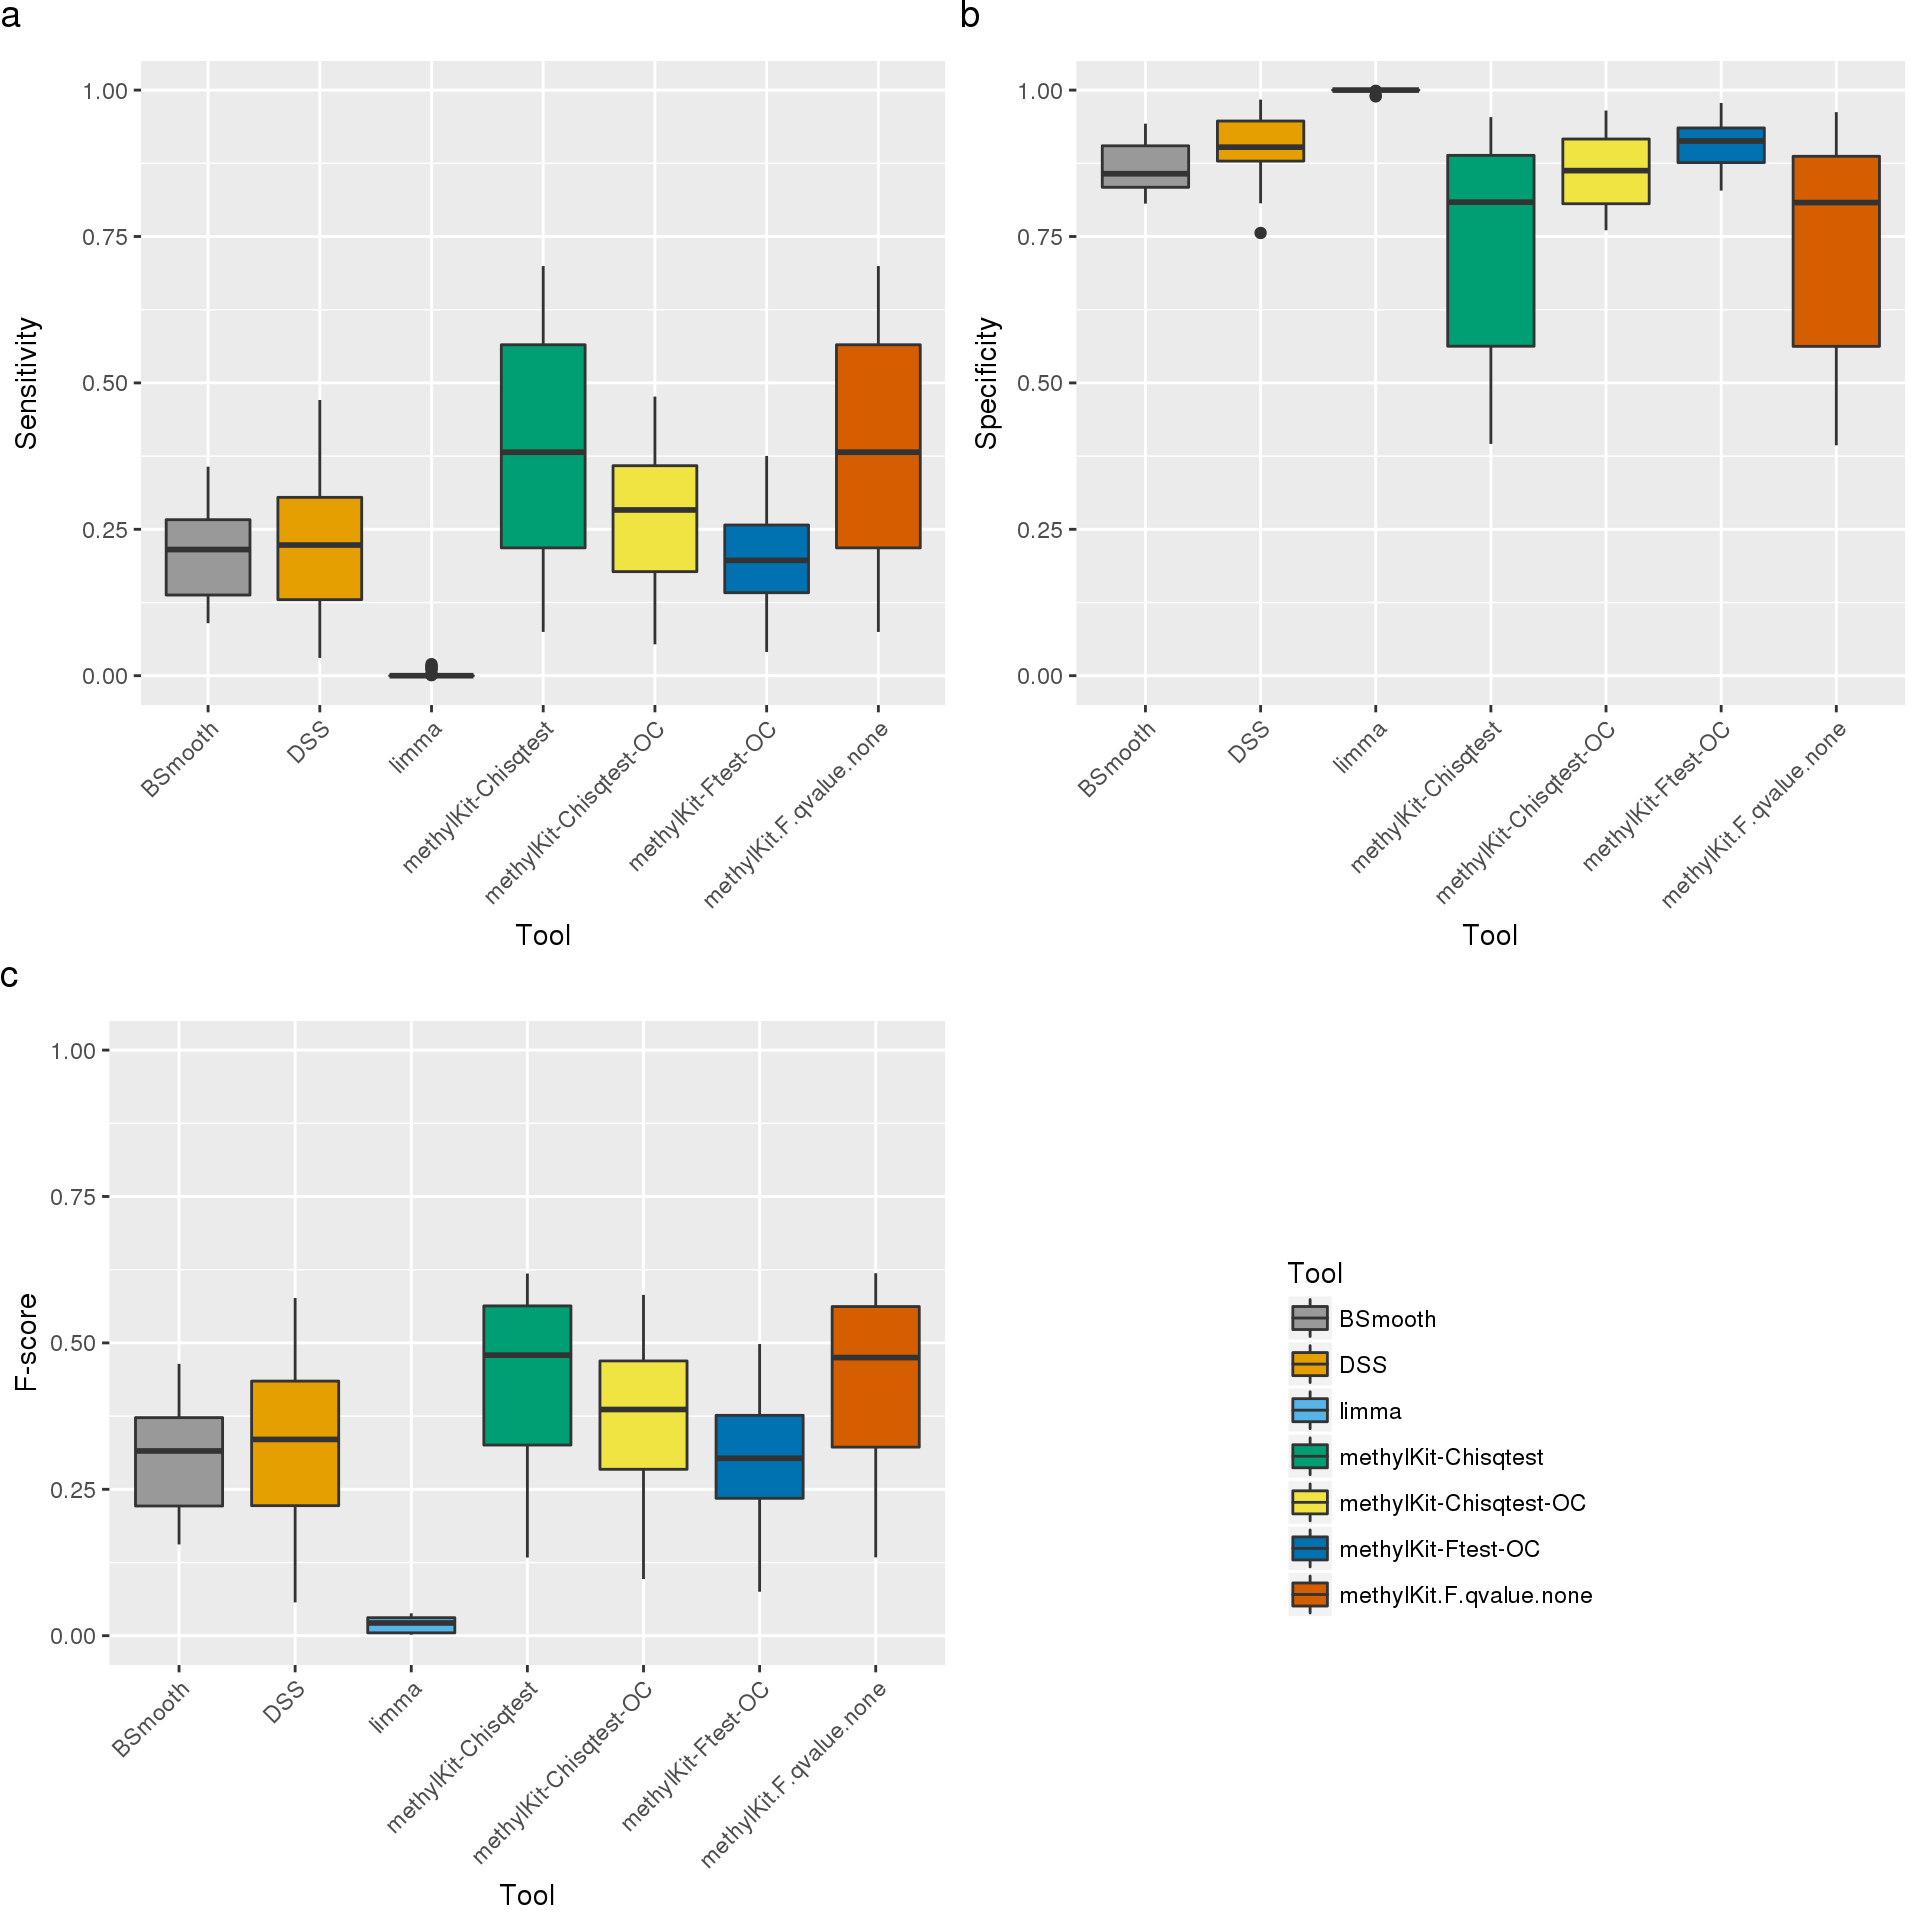 a
1.00
0.75
0.50
0.25
0.00
Sensitivity
BSmooth
DSS
limma
methylKit-Chisqtest
methylKit-Chisqtest-OC
methylKit-Ftest-OC
methylKit.F.qvalue.none
Tool
b
1.00
0.75
0.50
0.25
0.00
Specificity
BSmooth
DSS
limma
methylKit-Chisqtest
methylKit-Chisqtest-OC
methylKit-Ftest-OC
methylKit.F.qvalue.none
Tool
c
1.00
0.75
0.50
0.25
0.00
F-score
BSmooth
DSS
limma
methylKit-Chisqtest
methylKit-Chisqtest-OC
methylKit-Ftest-OC
methylKit.F.qvalue.none
Tool
Tool
BSmooth
DSS
limma
methylKit-Chisqtest
methylKit-Chisqtest-OC
methylKit-Ftest-OC
methylKit.F.qvalue.none